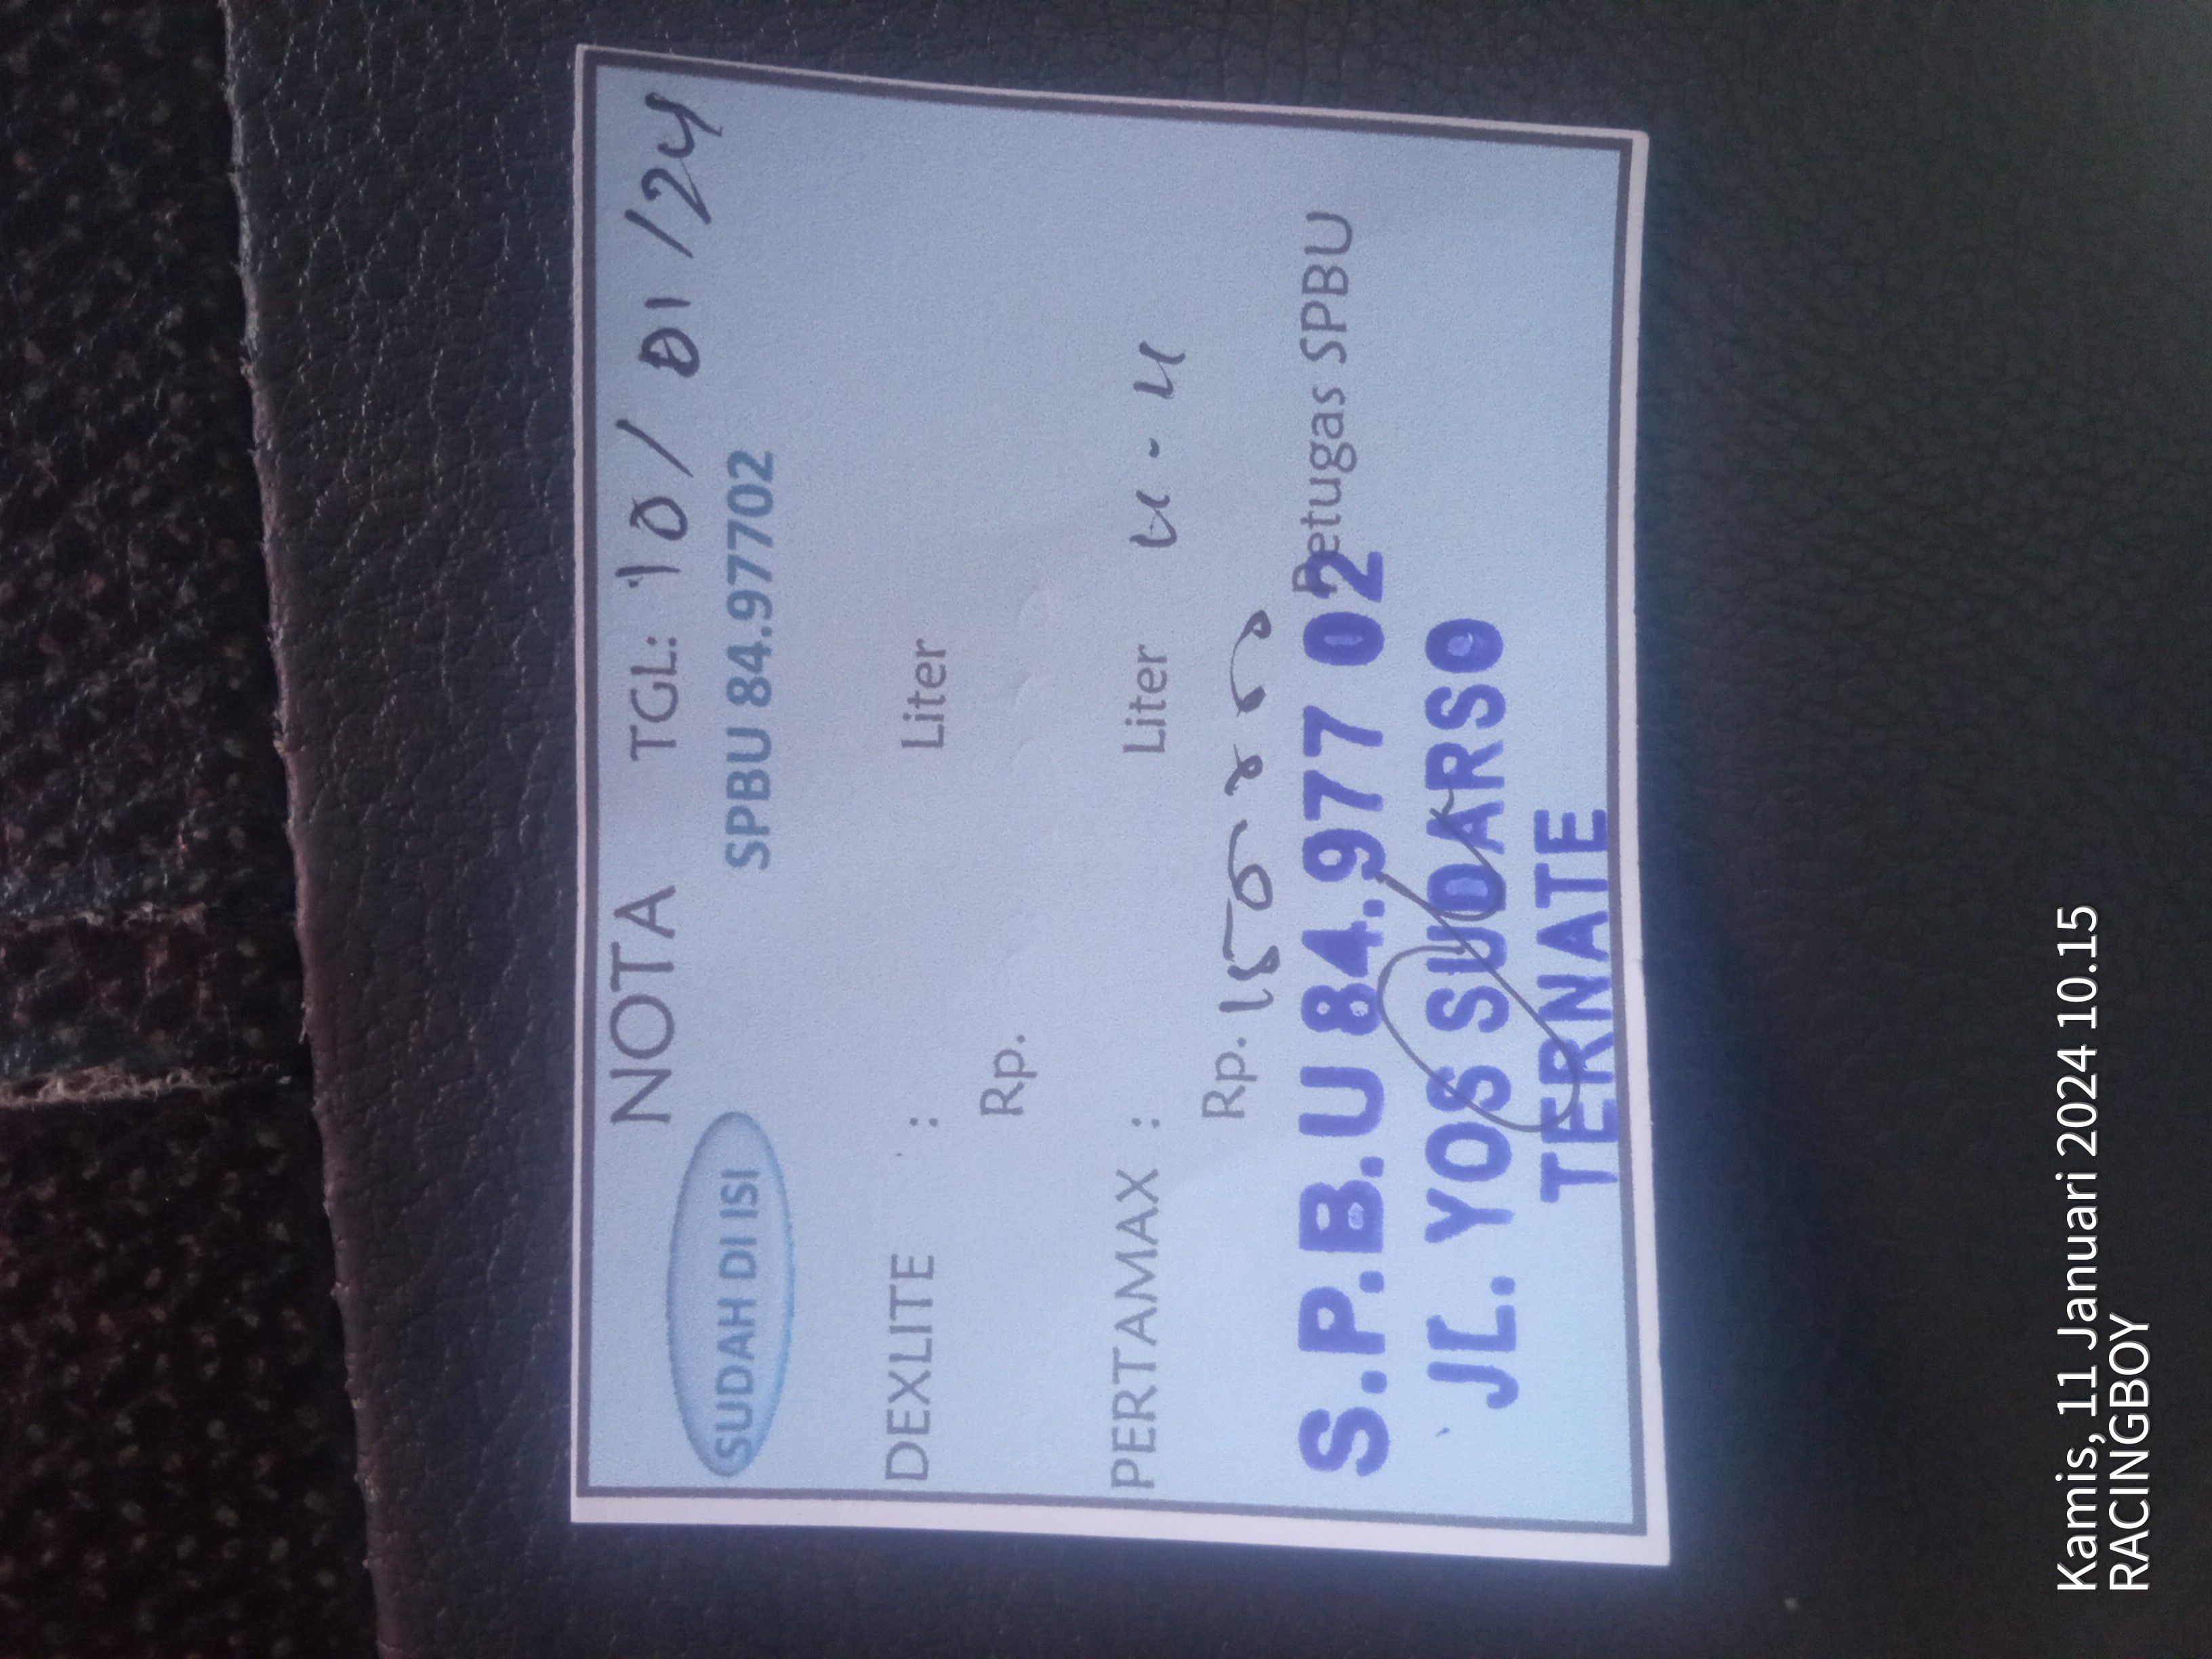 NOTA TGL: 10/01/24
SUDAH DI ISI
SPBU 84.97702
DEXLITE : Liter
Rp.
PERTAMAX : Liter
Rp. 150
Petugas SPBU
S.P.B.U 84.977 02
JL. YOS SUDARSO
TERNATE
Kamis, 11 Januari 2024 10.15
RACINGBOY